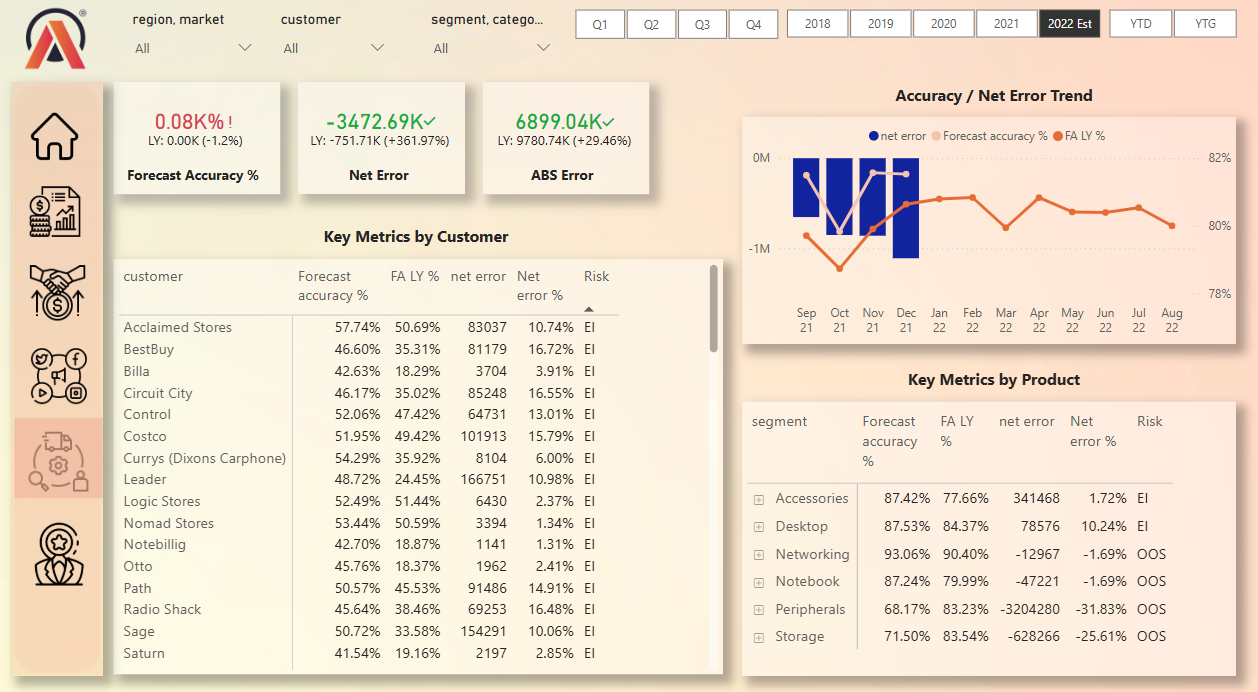 region, market customer segment, catego...
All All All
Q1 Q2 Q3 Q4 2018 2019 2020 2021 2022 Est YTD YTG
®
0.08K%!
LY: 0.00K (-1.2%)
Forecast Accuracy %
-3472.69K✓
LY: -751.71K (+361.97%)
Net Error
6899.04K✓
LY: 9780.74K (+29.46%)
ABS Error
Accuracy / Net Error Trend
net error Forecast accuracy % FA LY %
0M 82%
80%
-1M
78%
Sep Oct Nov Dec Jan Feb Mar Apr May Jun Jul Aug
21 21 21 21 22 22 22 22 22 22 22 22
Key Metrics by Customer
customer Forecast FA LY % net error Net Risk
accuracy % error %
Acclaimed Stores 57.74% 50.69% 83037 10.74% EI
BestBuy 46.60% 35.31% 81179 16.72% EI
Billa 42.63% 18.29% 3704 3.91% EI
Circuit City 46.17% 35.02% 85248 16.55% EI
Control 52.06% 47.42% 64731 13.01% EI
Costco 51.95% 49.42% 101913 15.79% EI
Currys (Dixons Carphone) 54.29% 35.92% 8104 6.00% EI
Leader 48.72% 24.45% 166751 10.98% EI
Logic Stores 52.49% 51.44% 6430 2.37% EI
Nomad Stores 53.44% 50.59% 3394 1.34% EI
Notebillig 42.70% 18.87% 1141 1.31% EI
Otto 45.76% 18.37% 1962 2.41% EI
Path 50.57% 45.53% 91486 14.91% EI
Radio Shack 45.64% 38.46% 69253 16.48% EI
Sage 50.72% 33.58% 154291 10.06% EI
Saturn 41.54% 19.16% 2197 2.85% EI
Key Metrics by Product
segment Forecast FA LY net error Net Risk
accuracy % error %
%
Accessories 87.42% 77.66% 341468 1.72% EI
Desktop 87.53% 84.37% 78576 10.24% EI
Networking 93.06% 90.40% -12967 -1.69% OOS
Notebook 87.24% 79.99% -47221 -1.69% OOS
Peripherals 68.17% 83.23% -3204280 -31.83% OOS
Storage 71.50% 83.54% -628266 -25.61% OOS